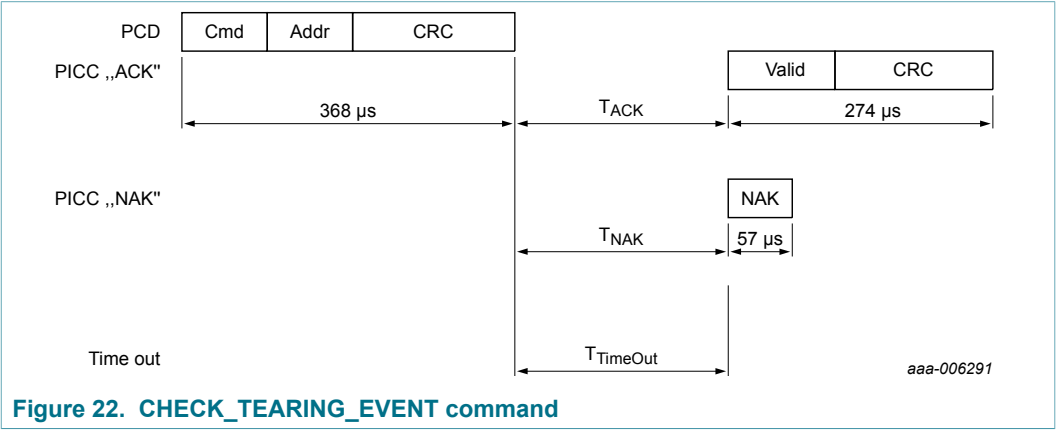 PCD Cmd Addr CRC
PICC ,,ACK" Valid CRC
368 μs TACK 274 μs
PICC ,,NAK" NAK
TNAK 57 μs
Time out TTimeOut aaa-006291
Figure 22. CHECK_TEARING_EVENT command